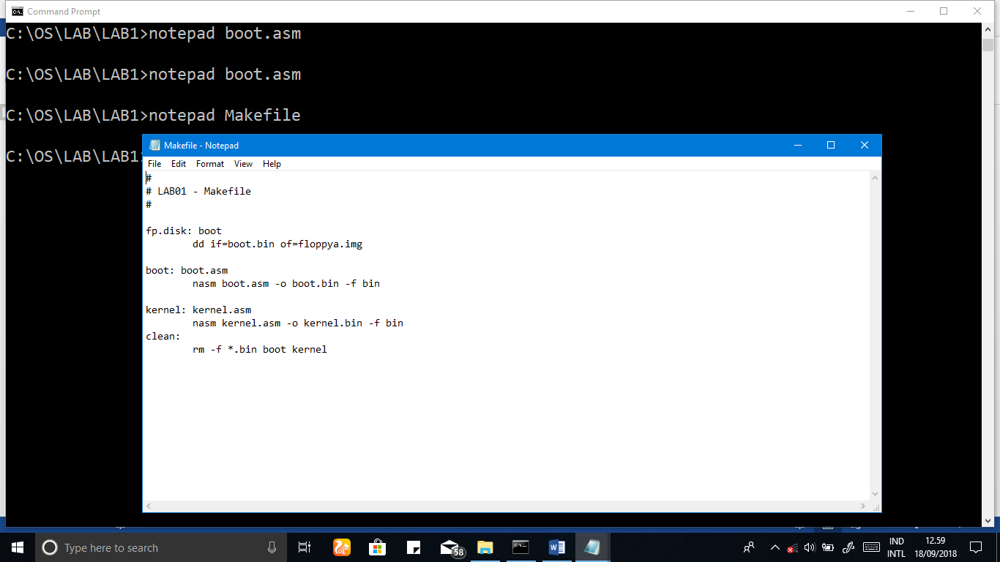 Command Prompt
C:\OS\LAB\LAB1>notepad boot.asm
C:\OS\LAB\LAB1>notepad boot.asm
C:\OS\LAB\LAB1>notepad Makefile
C:\OS\LAB\LAB1
Makefile - Notepad
File Edit Format View Help
#
# LAB01 - Makefile
#
fp.disk: boot
dd if=boot.bin of=floppya.img
boot: boot.asm
nasm boot.asm -o boot.bin -f bin
kernel: kernel.asm
nasm kernel.asm -o kernel.bin -f bin
clean:
rm -f *.bin boot kernel
Type here to search
58
IND
INTL
12.59
18/09/2018